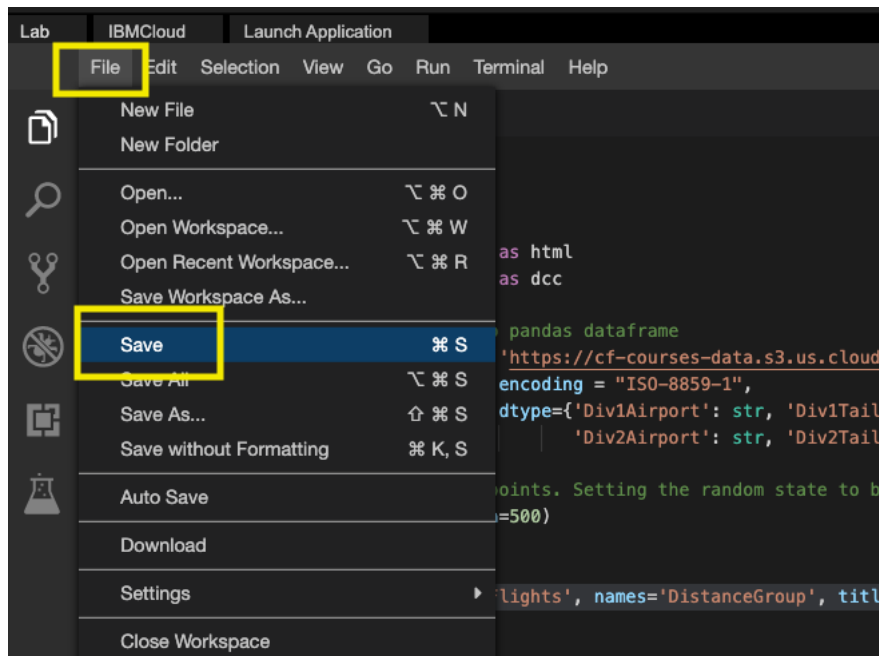 Lab IBMCloud Launch Application
File Edit Selection View Go Run Terminal Help
New File ⌥ N
New Folder
Open... ⌥ ⌘ O
Open Workspace... ⌥ ⌘ W
Open Recent Workspace... ⌥ ⌘ R
Save Workspace As...
Save ⌘ S
Save All ⌥ ⌘ S
Save As... ⇧ ⌘ S
Save without Formatting ⌘ K, S
Auto Save
Download
Settings
Close Workspace
as html
as dcc
pandas dataframe
'https://cf-courses-data.s3.us.cloud
encoding = "ISO-8859-1",
dtype={'Div1Airport': str, 'Div1Tail
'Div2Airport': str, 'Div2Tail
oints. Setting the random state to b
=500)
lights', names='DistanceGroup', titl